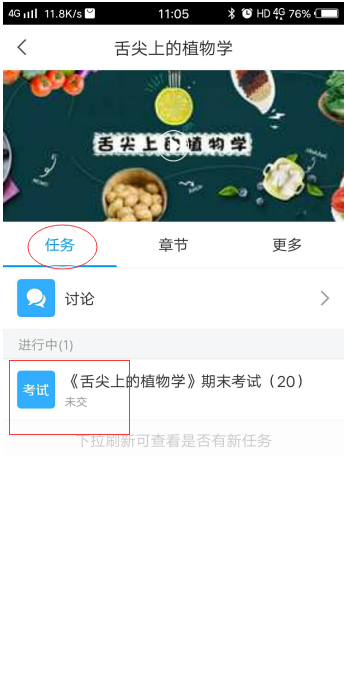 4G 11.8K/s 11:05 HD 4G 76%
舌尖上的植物学
舌尖上的植物学
任务 章节 更多
讨论
进行中(1)
考试 《舌尖上的植物学》期末考试（20）
未交
下拉刷新可查看是否有新任务